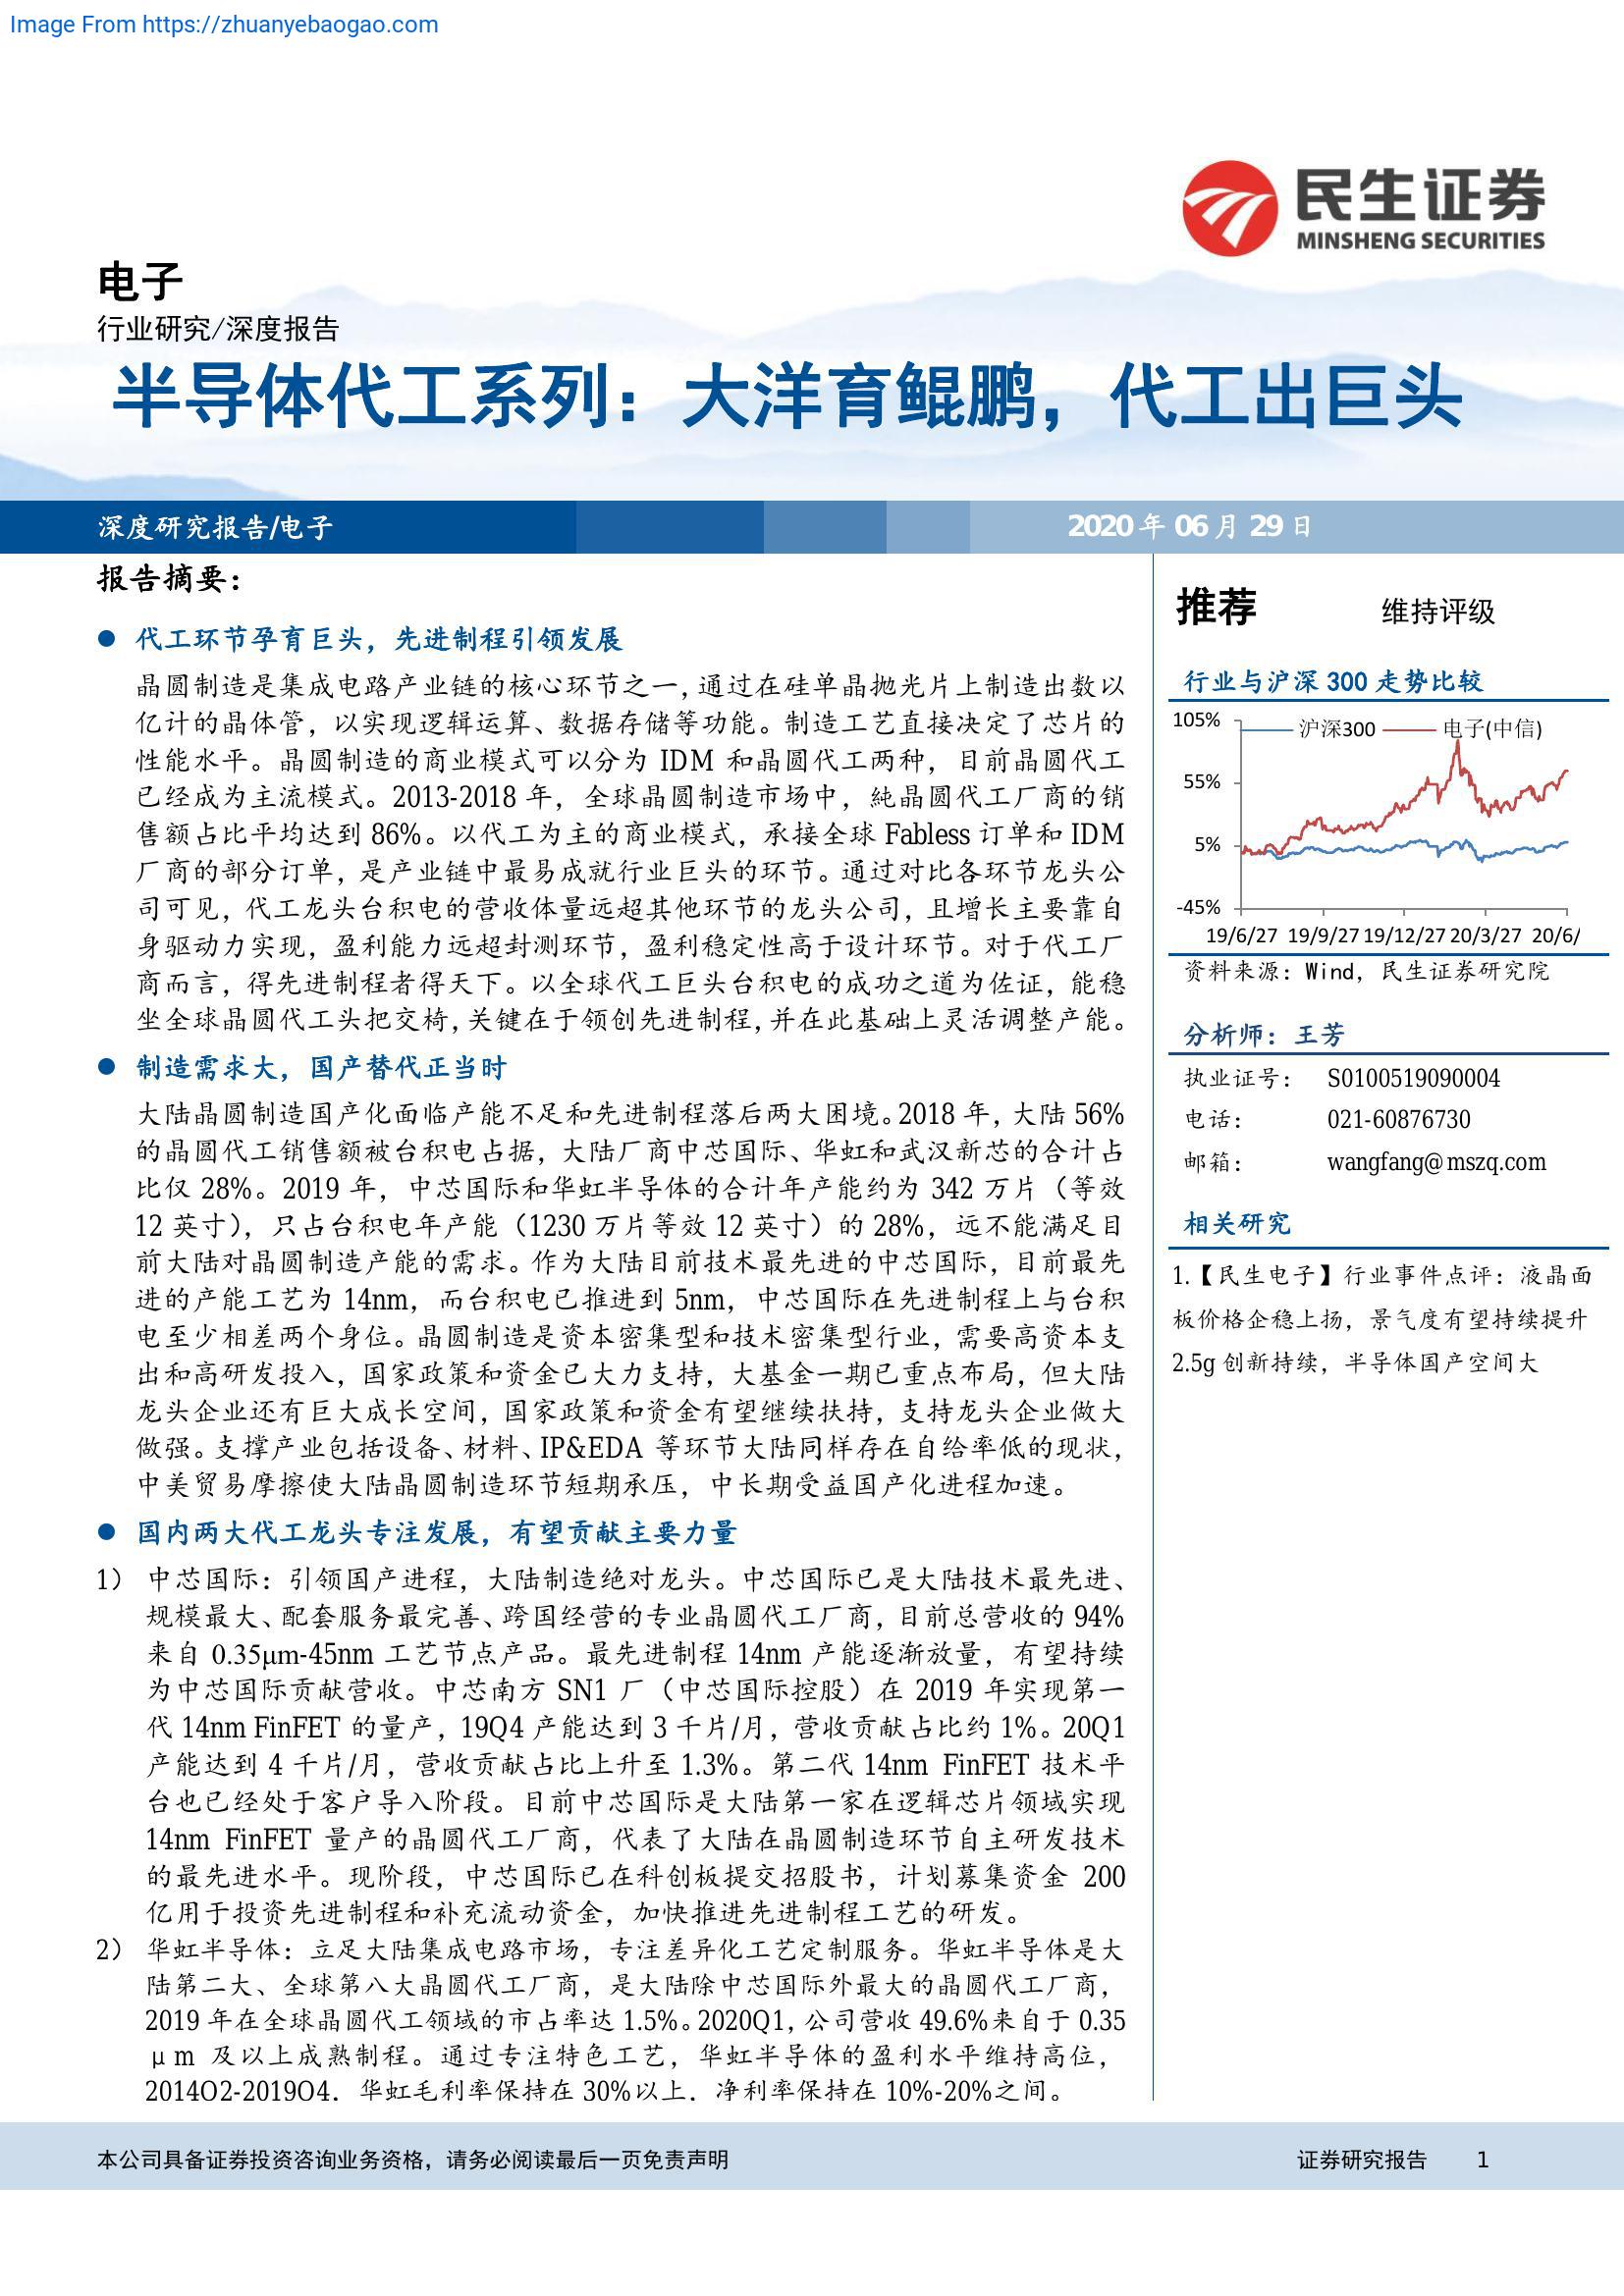 Image From https://zhuanyebaogao.com
民生证券
MINSHENG SECURITIES
电子
行业研究/深度报告
半导体代工系列：大洋育鲲鹏，代工出巨头
深度研究报告/电子
2020 年 06 月 29 日
报告摘要：
● 代工环节孕育巨头，先进制程引领发展
晶圆制造是集成电路产业链的核心环节之一，通过在硅单晶抛光片上制造出数以
亿计的晶体管，以实现逻辑运算、数据存储等功能。制造工艺直接决定了芯片的
性能水平。晶圆制造的商业模式可以分为 IDM 和晶圆代工两种，目前晶圆代工
已经成为主流模式。2013-2018 年，全球晶圆制造市场中，純晶圆代工厂商的销
售额占比平均达到 86%。以代工为主的商业模式，承接全球 Fabless 订单和 IDM
厂商的部分订单，是产业链中最易成就行业巨头的环节。通过对比各环节龙头公
司可见，代工龙头台积电的营收体量远超其他环节的龙头公司，且增长主要靠自
身驱动力实现，盈利能力远超封测环节，盈利稳定性高于设计环节。对于代工厂
商而言，得先进制程者得天下。以全球代工巨头台积电的成功之道为佐证，能稳
坐全球晶圆代工头把交椅，关键在于领创先进制程，并在此基础上灵活调整产能。
● 制造需求大，国产替代正当时
大陆晶圆制造国产化面临产能不足和先进制程落后两大困境。2018 年，大陆 56%
的晶圆代工销售额被台积电占据，大陆厂商中芯国际、华虹和武汉新芯的合计占
比仅 28%。2019 年，中芯国际和华虹半导体的合计年产能约为 342 万片（等效
12 英寸），只占台积电年产能（1230 万片等效 12 英寸）的 28%，远不能满足目
前大陆对晶圆制造产能的需求。作为大陆目前技术最先进的中芯国际，目前最先
进的产能工艺为 14nm，而台积电已推进到 5nm，中芯国际在先进制程上与台积
电至少相差两个身位。晶圆制造是资本密集型和技术密集型行业，需要高资本支
出和高研发投入，国家政策和资金已大力支持，大基金一期已重点布局，但大陆
龙头企业还有巨大成长空间，国家政策和资金有望继续扶持，支持龙头企业做大
做强。支撑产业包括设备、材料、IP&EDA 等环节大陆同样存在自给率低的现状，
中美贸易摩擦使大陆晶圆制造环节短期承压，中长期受益国产化进程加速。
● 国内两大代工龙头专注发展，有望贡献主要力量
1） 中芯国际：引领国产进程，大陆制造绝对龙头。中芯国际已是大陆技术最先进、
规模最大、配套服务最完善、跨国经营的专业晶圆代工厂商，目前总营收的 94%
来自 0.35μm-45nm 工艺节点产品。最先进制程 14nm 产能逐渐放量，有望持续
为中芯国际贡献营收。中芯南方 SN1 厂（中芯国际控股）在 2019 年实现第一
代 14nm FinFET 的量产，19Q4 产能达到 3 千片/月，营收贡献占比约 1%。20Q1
产能达到 4 千片/月，营收贡献占比上升至 1.3%。第二代 14nm FinFET 技术平
台也已经处于客户导入阶段。目前中芯国际是大陆第一家在逻辑芯片领域实现
14nm FinFET 量产的晶圆代工厂商，代表了大陆在晶圆制造环节自主研发技术
的最先进水平。现阶段，中芯国际已在科创板提交招股书，计划募集资金 200
亿用于投资先进制程和补充流动资金，加快推进先进制程工艺的研发。
2） 华虹半导体：立足大陆集成电路市场，专注差异化工艺定制服务。华虹半导体是大
陆第二大、全球第八大晶圆代工厂商，是大陆除中芯国际外最大的晶圆代工厂商，
2019 年在全球晶圆代工领域的市占率达 1.5%。2020Q1，公司营收 49.6%来自于 0.35
μm 及以上成熟制程。通过专注特色工艺，华虹半导体的盈利水平维持高位，
2014Q2-2019Q4，华虹毛利率保持在 30%以上，净利率保持在 10%-20%之间。
推荐 维持评级
行业与沪深 300 走势比较
沪深300 电子(中信)
105%
55%
5%
-45%
19/6/27 19/9/27 19/12/27 20/3/27 20/6/
资料来源：Wind，民生证券研究院
分析师：王芳
执业证号： S0100519090004
电话： 021-60876730
邮箱： wangfang@mszq.com
相关研究
1.【民生电子】行业事件点评：液晶面
板价格企稳上扬，景气度有望持续提升
2.5g 创新持续，半导体国产空间大
本公司具备证券投资咨询业务资格，请务必阅读最后一页免责声明
证券研究报告 1